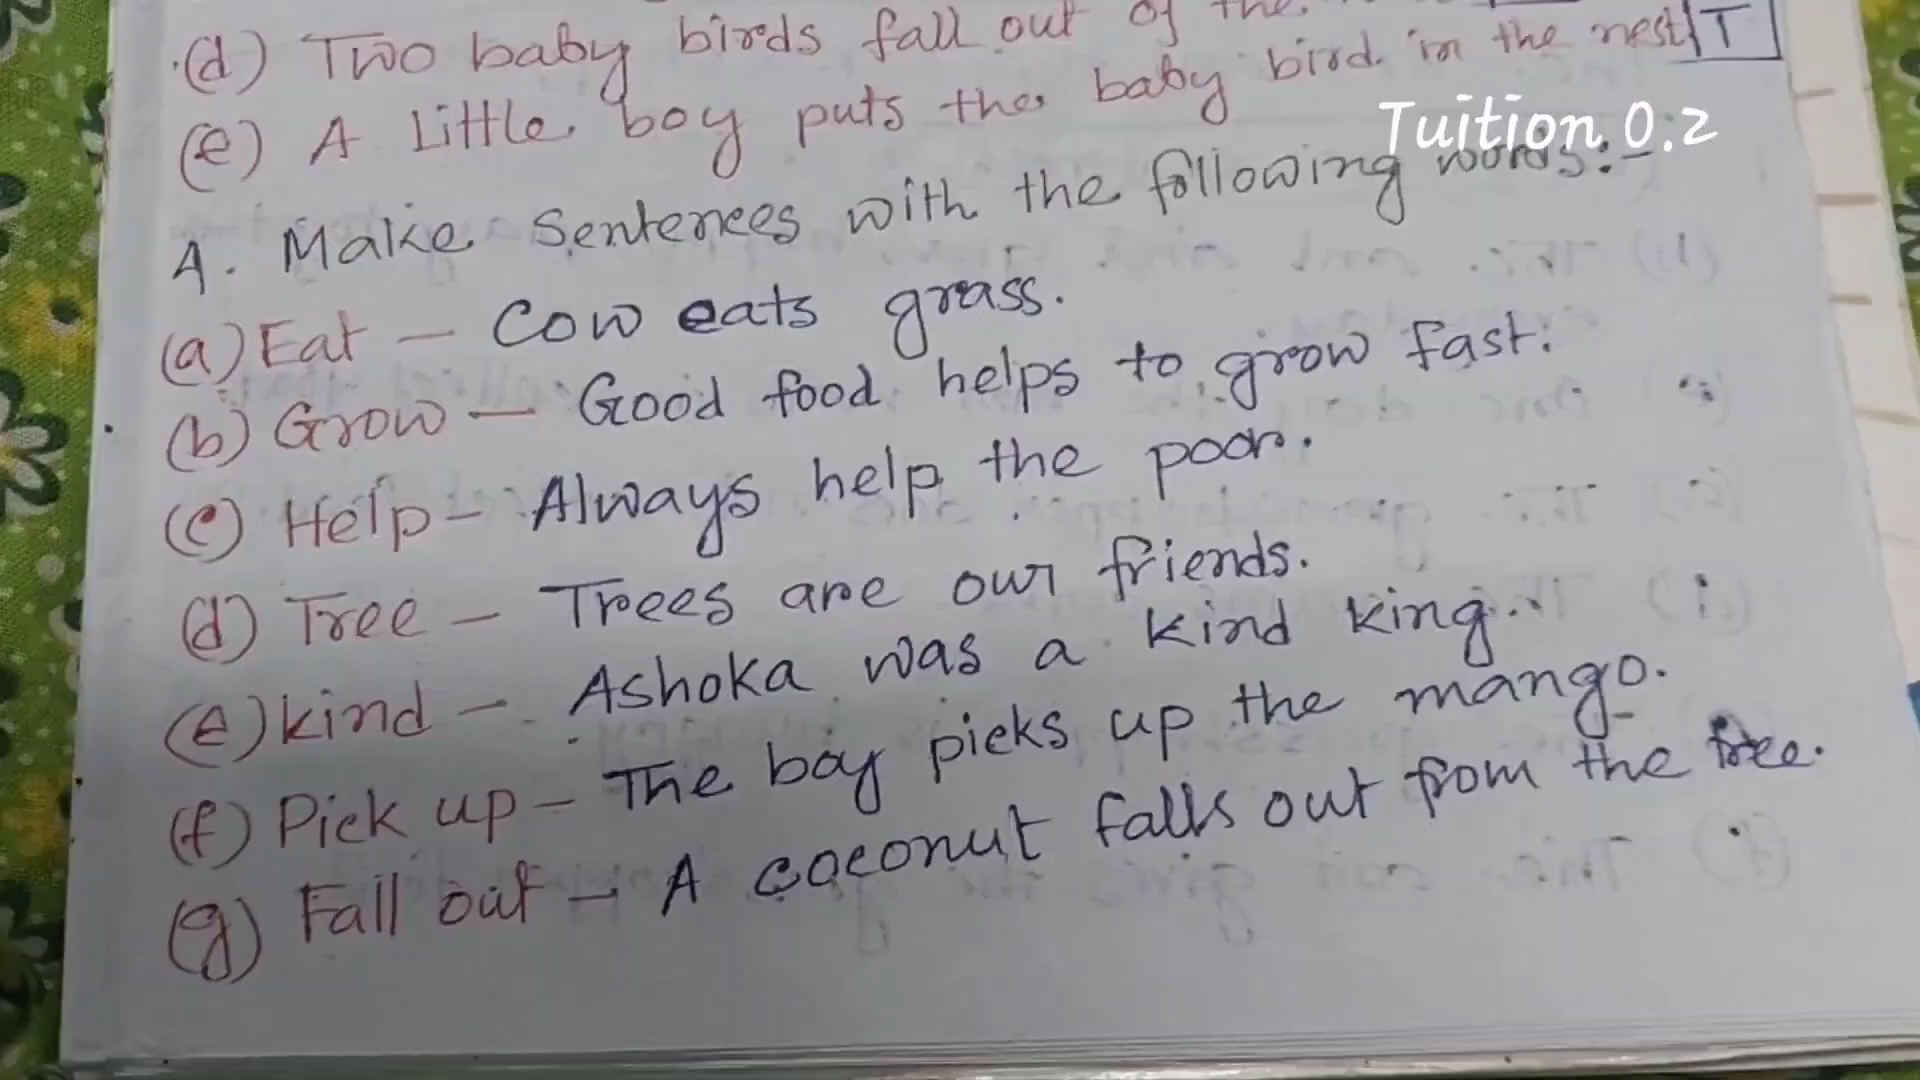 (d) Two baby birds fall out of the
(e) A Little boy puts the baby bird in the nest T
Tuition 0.2
4. Make Sentences with the following words:-
(a) Eat - Cow eats grass.
(b) Grow - Good food helps to grow fast.
(c) Help - Always help the poor.
(d) Tree - Trees are our friends.
(e) kind - Ashoka was a kind king.
(f) Pick up - The boy picks up the mango.
(g) Fall out - A coconut falls out from the tree.